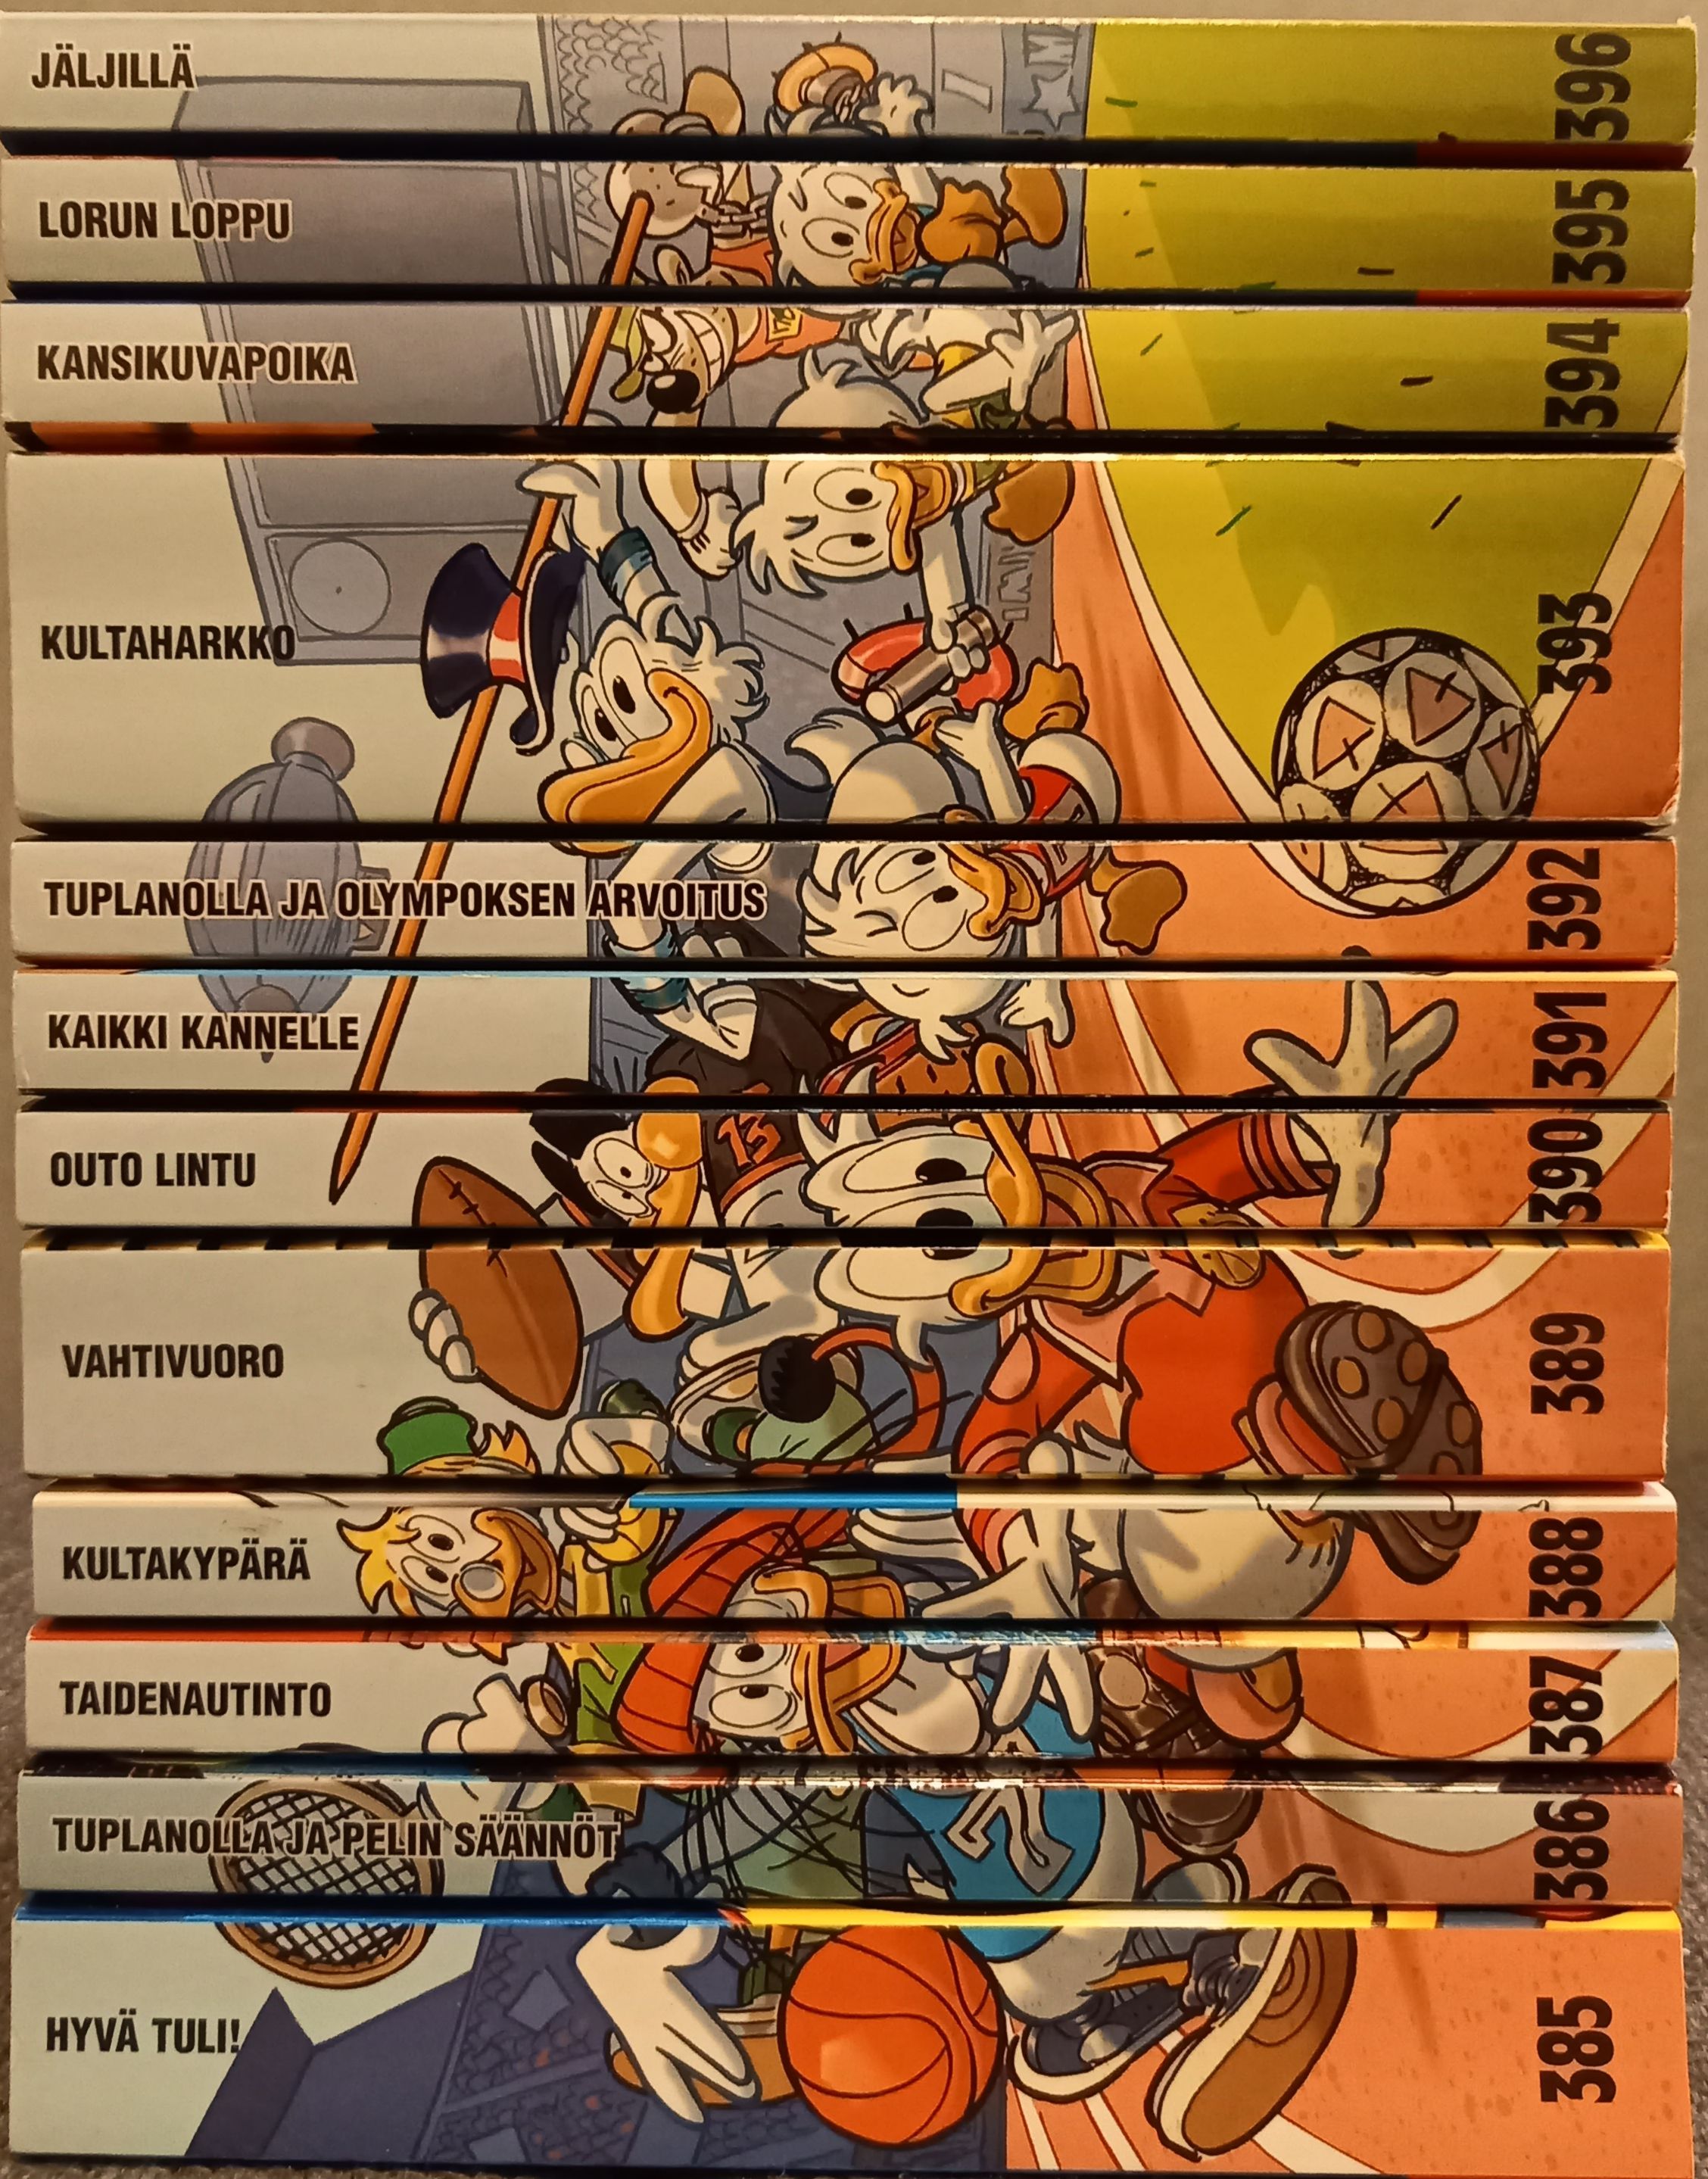 HYVÄ TULI!
385
TUPLANOLLA JA PELIN SÄÄNNÖT
386
TAIDENAUTINTO
387
KULTAKYPÄRÄ
388
VAHTIVUORO
389
OUTO LINTU
390
KAIKKI KANNELLE
391
TUPLANOLLA JA OLYMPOKSEN ARVOITUS
392
KULTAHARKKO
393
KANSIKUVAPOIKA
394
LORUN LOPPU
395
JÄLJILLÄ
396
13